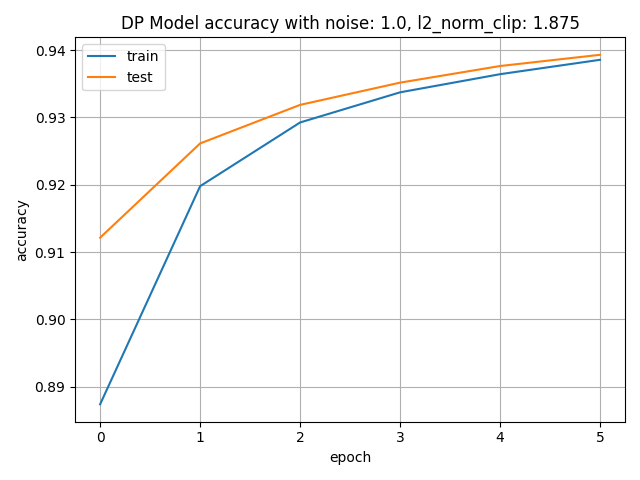 DP Model accuracy with noise: 1.0, l2_norm_clip: 1.875
train
test
0.94
0.93
0.92
0.91
0.90
0.89
accuracy
0 1 2 3 4 5
epoch